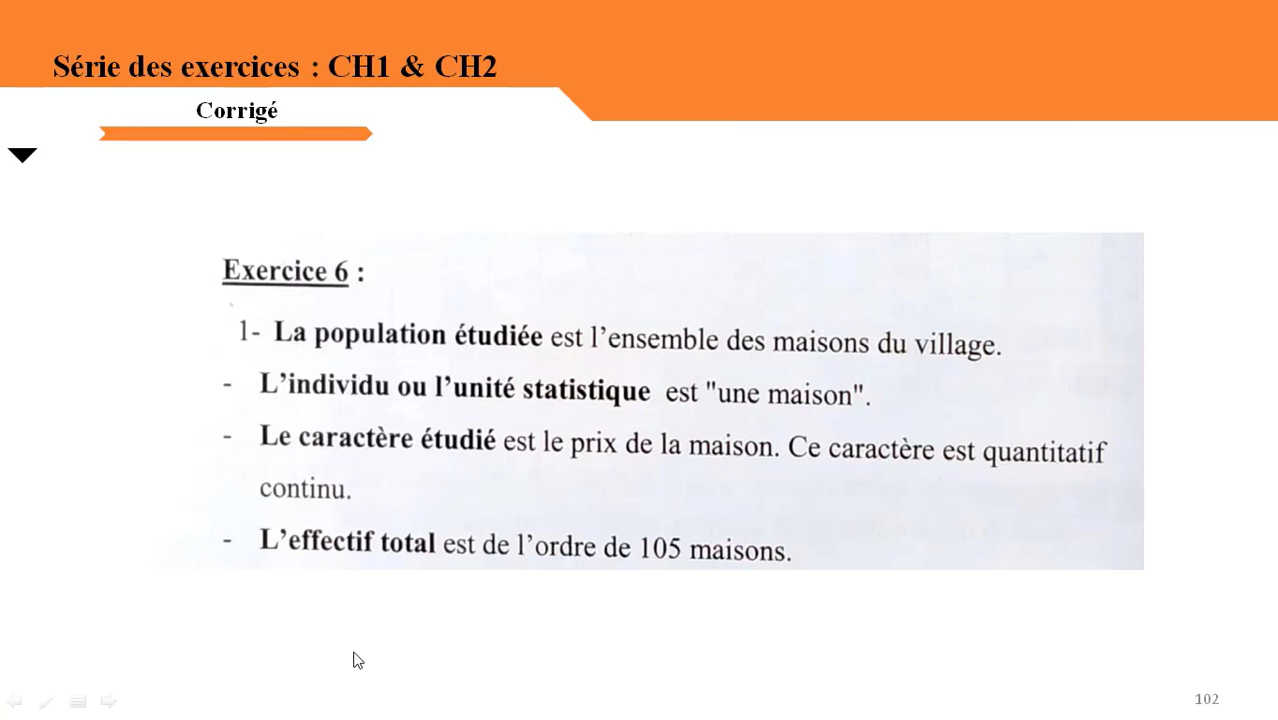 Série des exercices : CH1 & CH2
Corrigé
Exercice 6 :
1- La population étudiée est l'ensemble des maisons du village.
- L'individu ou l'unité statistique est "une maison".
- Le caractère étudié est le prix de la maison. Ce caractère est quantitatif
continu.
- L'effectif total est de l'ordre de 105 maisons.
102